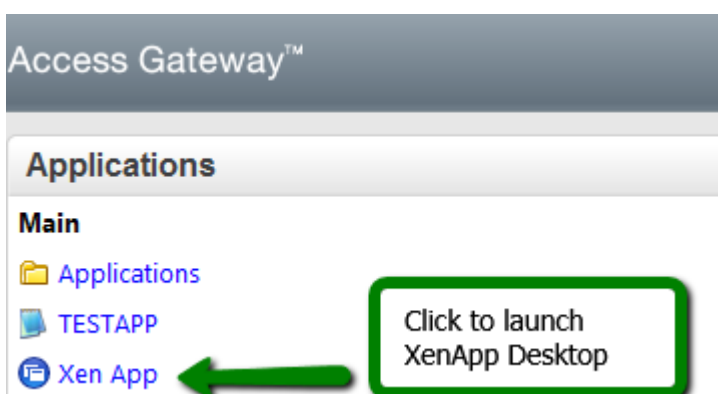 Access Gateway™
Applications
Main
Applications
TESTAPP
Xen App
Click to launch
XenApp Desktop